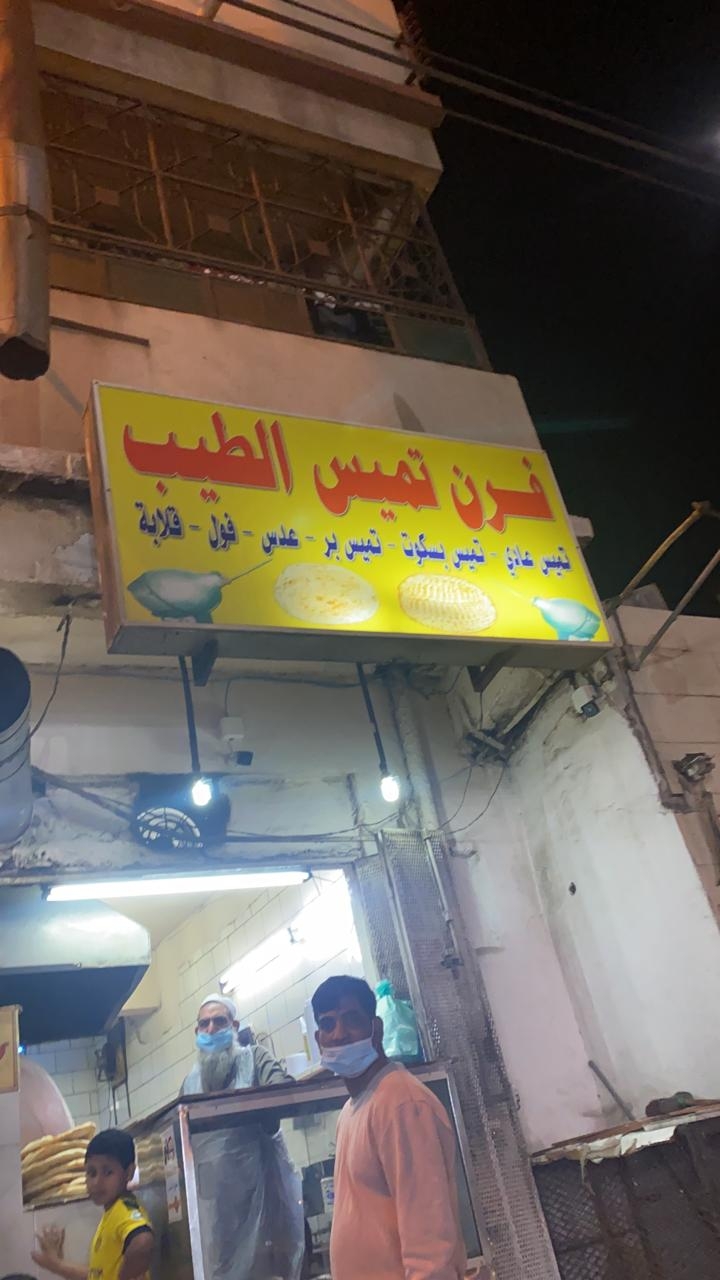 فرن تميس الطيب
تميس عادي - تميس بسكوت - تميس بر - عدس - فول - قلابة